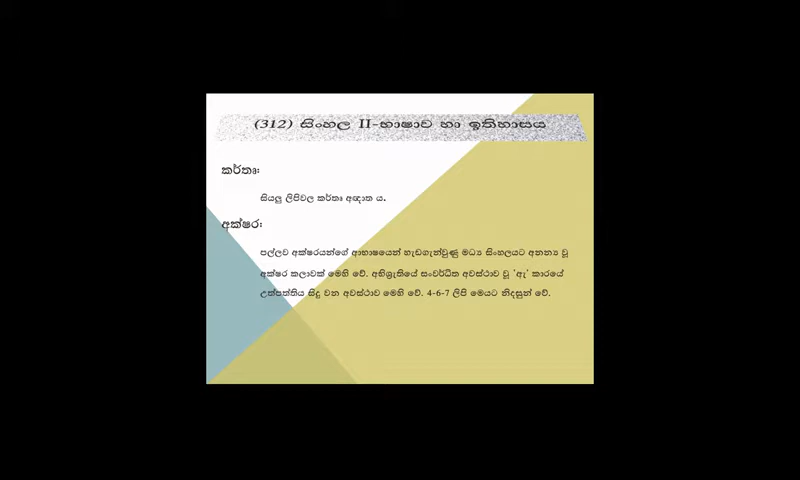 (312) සිංහල II-භාෂාව හා ඉතිහාසය
කර්තෘ:
සියලු ලිපිවල කර්තෘ අඥාත ය.
අක්ෂර:
පල්ලව අක්ෂරයන්ගේ ආභාෂයෙන් හැඩගැන්වුණු මධ්‍ය සිංහලයට අනන්‍ය වූ
අක්ෂර කලාවක් මෙහි වේ. අභිශ්‍රැතියේ සංවර්ධිත අවස්ථාව වූ 'ඇ' කාරයේ
උත්පත්තිය සිදු වන අවස්ථාව මෙහි වේ. 4-6-7 ලිපි මෙයට නිදසුන් වේ.